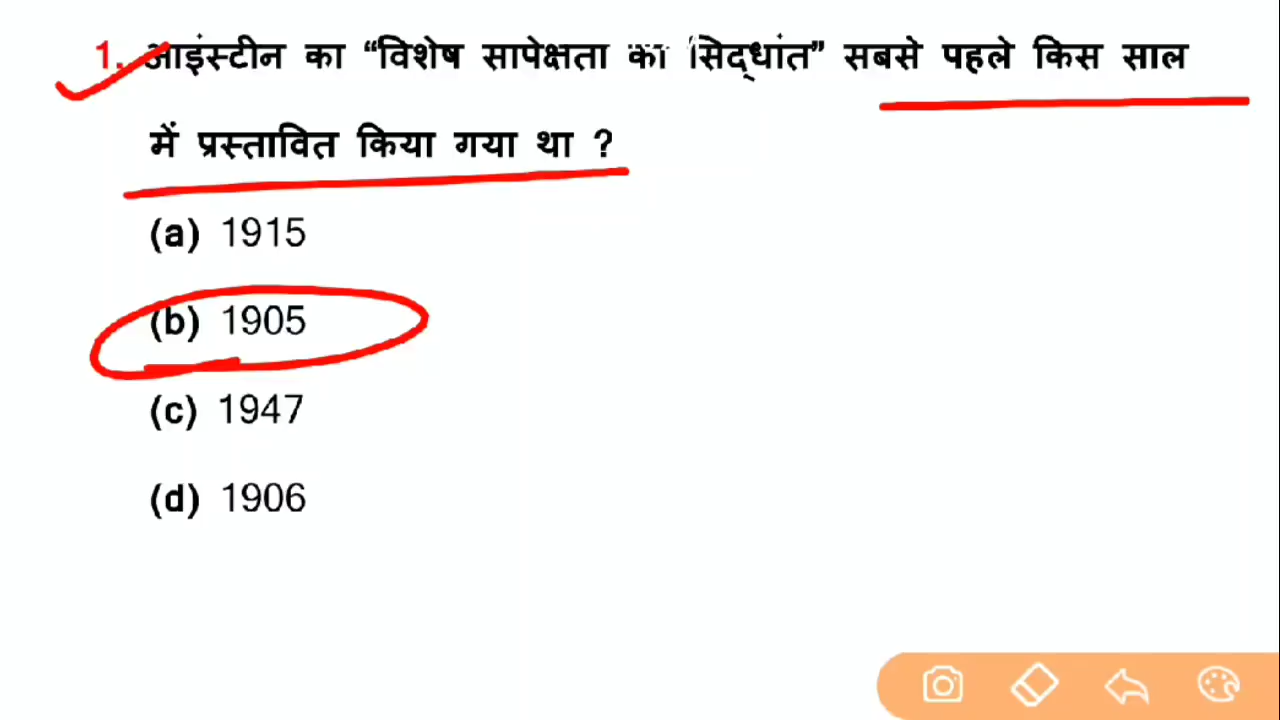 1. आइंस्टीन का “विशेष सापेक्षता का सिद्धांत” सबसे पहले किस साल
में प्रस्तावित किया गया था ?
(a) 1915
(b) 1905
(c) 1947
(d) 1906